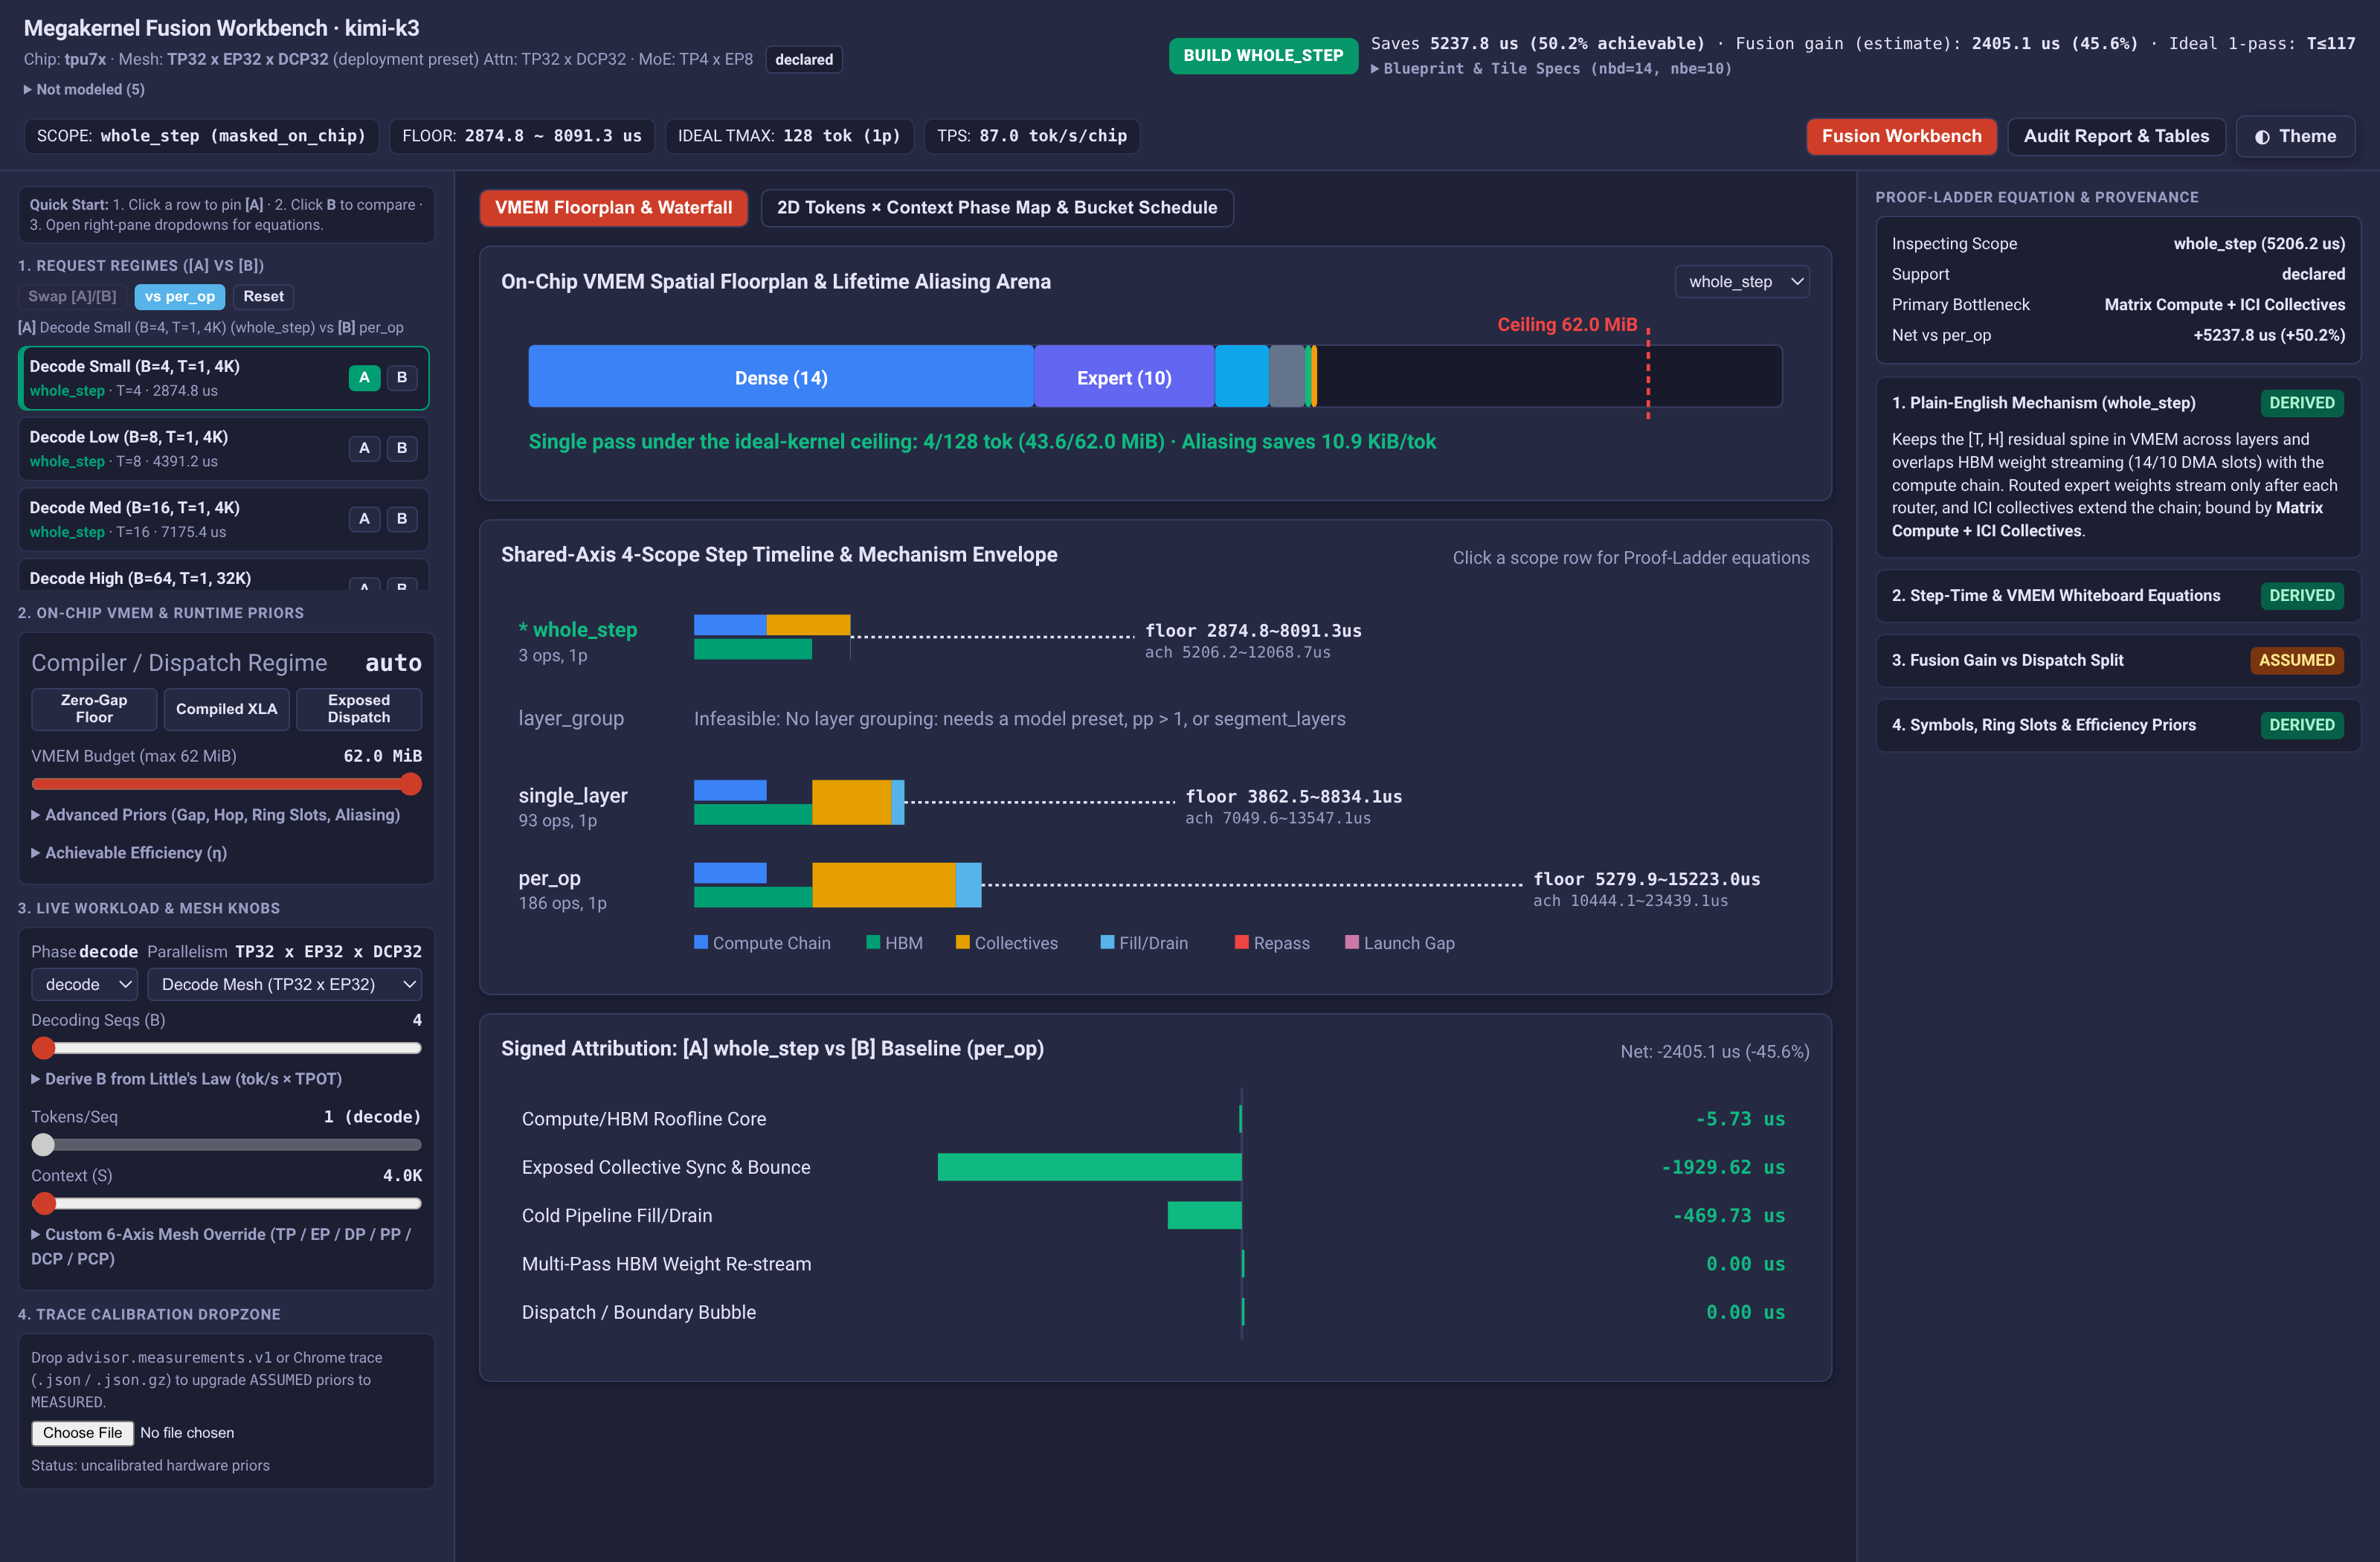 Megakernel Fusion Workbench · kimi-k3
Chip: tpu7x · Mesh: TP32 x EP32 x DCP32 (deployment preset) Attn: TP32 x DCP32 · MoE: TP4 x EP8 declared
▶ Not modeled (5)
BUILD WHOLE_STEP
Saves 5237.8 us (50.2% achievable) · Fusion gain (estimate): 2405.1 us (45.6%) · Ideal 1-pass: T≤117
▶ Blueprint & Tile Specs (nbd=14, nbe=10)
SCOPE: whole_step (masked_on_chip)
FLOOR: 2874.8 ~ 8091.3 us
IDEAL TMAX: 128 tok (1p)
TPS: 87.0 tok/s/chip
Fusion Workbench
Audit Report & Tables
◐ Theme
Quick Start: 1. Click a row to pin [A] · 2. Click B to compare ·
3. Open right-pane dropdowns for equations.
1. REQUEST REGIMES ([A] VS [B])
Swap [A]/[B] vs per_op Reset
[A] Decode Small (B=4, T=1, 4K) (whole_step) vs [B] per_op
Decode Small (B=4, T=1, 4K)
whole_step · T=4 · 2874.8 us
A B
Decode Low (B=8, T=1, 4K)
whole_step · T=8 · 4391.2 us
A B
Decode Med (B=16, T=1, 4K)
whole_step · T=16 · 7175.4 us
A B
Decode High (B=64, T=1, 32K)
A B
2. ON-CHIP VMEM & RUNTIME PRIORS
Compiler / Dispatch Regime auto
Zero-Gap
Floor
Compiled XLA
Exposed
Dispatch
VMEM Budget (max 62 MiB) 62.0 MiB
▶ Advanced Priors (Gap, Hop, Ring Slots, Aliasing)
▶ Achievable Efficiency (η)
3. LIVE WORKLOAD & MESH KNOBS
Phase decode Parallelism TP32 x EP32 x DCP32
decode Decode Mesh (TP32 x EP32)
Decoding Seqs (B) 4
▶ Derive B from Little's Law (tok/s × TPOT)
Tokens/Seq 1 (decode)
Context (S) 4.0K
▶ Custom 6-Axis Mesh Override (TP / EP / DP / PP /
DCP / PCP)
4. TRACE CALIBRATION DROPZONE
Drop advisor.measurements.v1 or Chrome trace
(.json / .json.gz) to upgrade ASSUMED priors to
MEASURED.
Choose File No file chosen
Status: uncalibrated hardware priors
VMEM Floorplan & Waterfall
2D Tokens × Context Phase Map & Bucket Schedule
On-Chip VMEM Spatial Floorplan & Lifetime Aliasing Arena
whole_step
Ceiling 62.0 MiB
Dense (14)
Expert (10)
Single pass under the ideal-kernel ceiling: 4/128 tok (43.6/62.0 MiB) · Aliasing saves 10.9 KiB/tok
Shared-Axis 4-Scope Step Timeline & Mechanism Envelope
Click a scope row for Proof-Ladder equations
* whole_step
3 ops, 1p
floor 2874.8~8091.3us
ach 5206.2~12068.7us
layer_group
Infeasible: No layer grouping: needs a model preset, pp > 1, or segment_layers
single_layer
93 ops, 1p
floor 3862.5~8834.1us
ach 7049.6~13547.1us
per_op
186 ops, 1p
floor 5279.9~15223.0us
ach 10444.1~23439.1us
Compute Chain HBM Collectives Fill/Drain Repass Launch Gap
Signed Attribution: [A] whole_step vs [B] Baseline (per_op)
Net: -2405.1 us (-45.6%)
Compute/HBM Roofline Core -5.73 us
Exposed Collective Sync & Bounce -1929.62 us
Cold Pipeline Fill/Drain -469.73 us
Multi-Pass HBM Weight Re-stream 0.00 us
Dispatch / Boundary Bubble 0.00 us
PROOF-LADDER EQUATION & PROVENANCE
Inspecting Scope whole_step (5206.2 us)
Support declared
Primary Bottleneck Matrix Compute + ICI Collectives
Net vs per_op +5237.8 us (+50.2%)
1. Plain-English Mechanism (whole_step) DERIVED
Keeps the [T, H] residual spine in VMEM across layers and
overlaps HBM weight streaming (14/10 DMA slots) with the
compute chain. Routed expert weights stream only after each
router, and ICI collectives extend the chain; bound by Matrix
Compute + ICI Collectives.
2. Step-Time & VMEM Whiteboard Equations DERIVED
3. Fusion Gain vs Dispatch Split ASSUMED
4. Symbols, Ring Slots & Efficiency Priors DERIVED